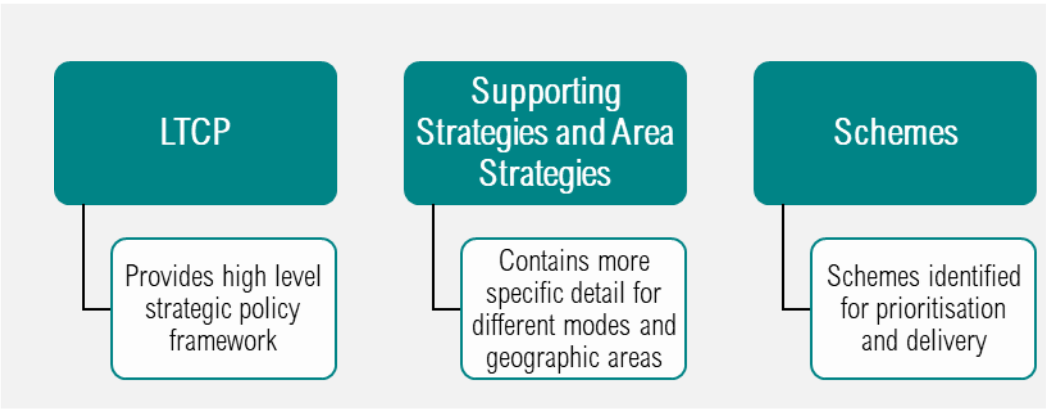 LTCP
Provides high level
strategic policy
framework
Supporting
Strategies and Area
Strategies
Contains more
specific detail for
different modes and
geographic areas
Schemes
Schemes identified
for prioritisation
and delivery